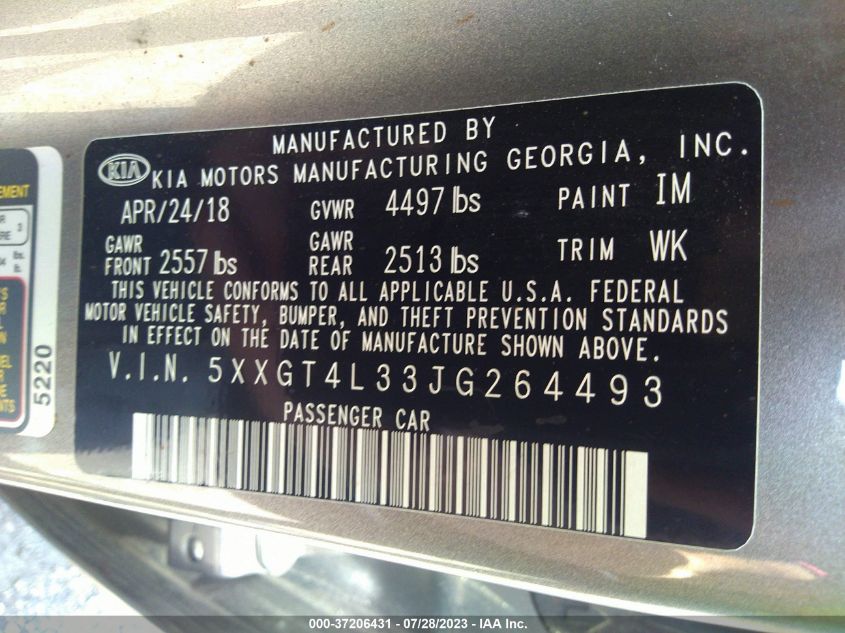 MANUFACTURED BY
KIA KIA MOTORS MANUFACTURING GEORGIA, INC.
APR/24/18 GVWR 4497 lbs PAINT IM
GAWR FRONT 2557 lbs GAWR REAR 2513 lbs TRIM WK
THIS VEHICLE CONFORMS TO ALL APPLICABLE U.S.A. FEDERAL
MOTOR VEHICLE SAFETY, BUMPER, AND THEFT PREVENTION STANDARDS
IN EFFECT ON THE DATE OF MANUFACTURE SHOWN ABOVE.
V.I.N. 5XXGT4L33JG264493
PASSENGER CAR
5220
000-37206431 - 07/28/2023 - IAA Inc.